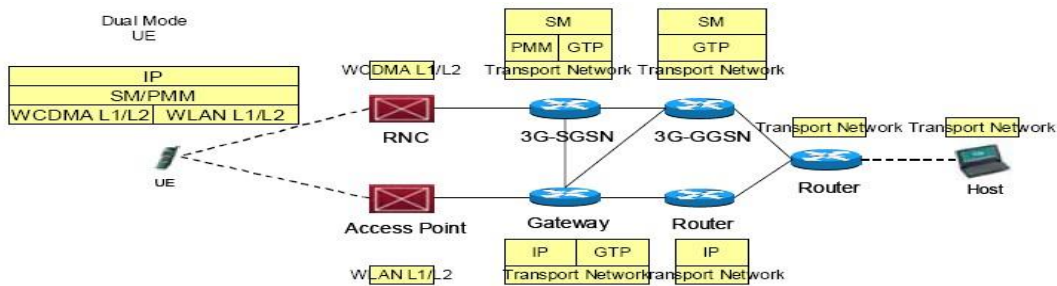 Dual Mode
UE
IP
SM/PMM
WCDMA L1/L2 WLAN L1/L2
UE
WCDMA L1/L2
RNC
SM
PMM GTP
Transport Network
3G-SGSN
SM
GTP
Transport Network
3G-GGSN
Transport Network
Router
Transport Network
Host
Access Point
WLAN L1/L2
Gateway
IP GTP
Transport Network
Router
IP
ransport Network